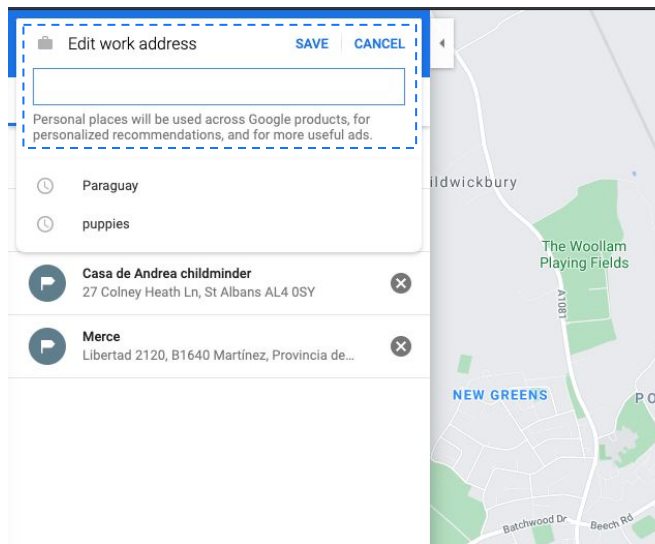 Edit work address SAVE CANCEL
Personal places will be used across Google products, for
personalized recommendations, and for more useful ads.
Paraguay
puppies
Casa de Andrea childminder
27 Colney Heath Ln, St Albans AL4 0SY
Merce
Libertad 2120, B1640 Martínez, Provincia de...
ildwickbury
The Woollam
Playing Fields
A1081
NEW GREENS
PO
Batchwood Dr
Beech Rd